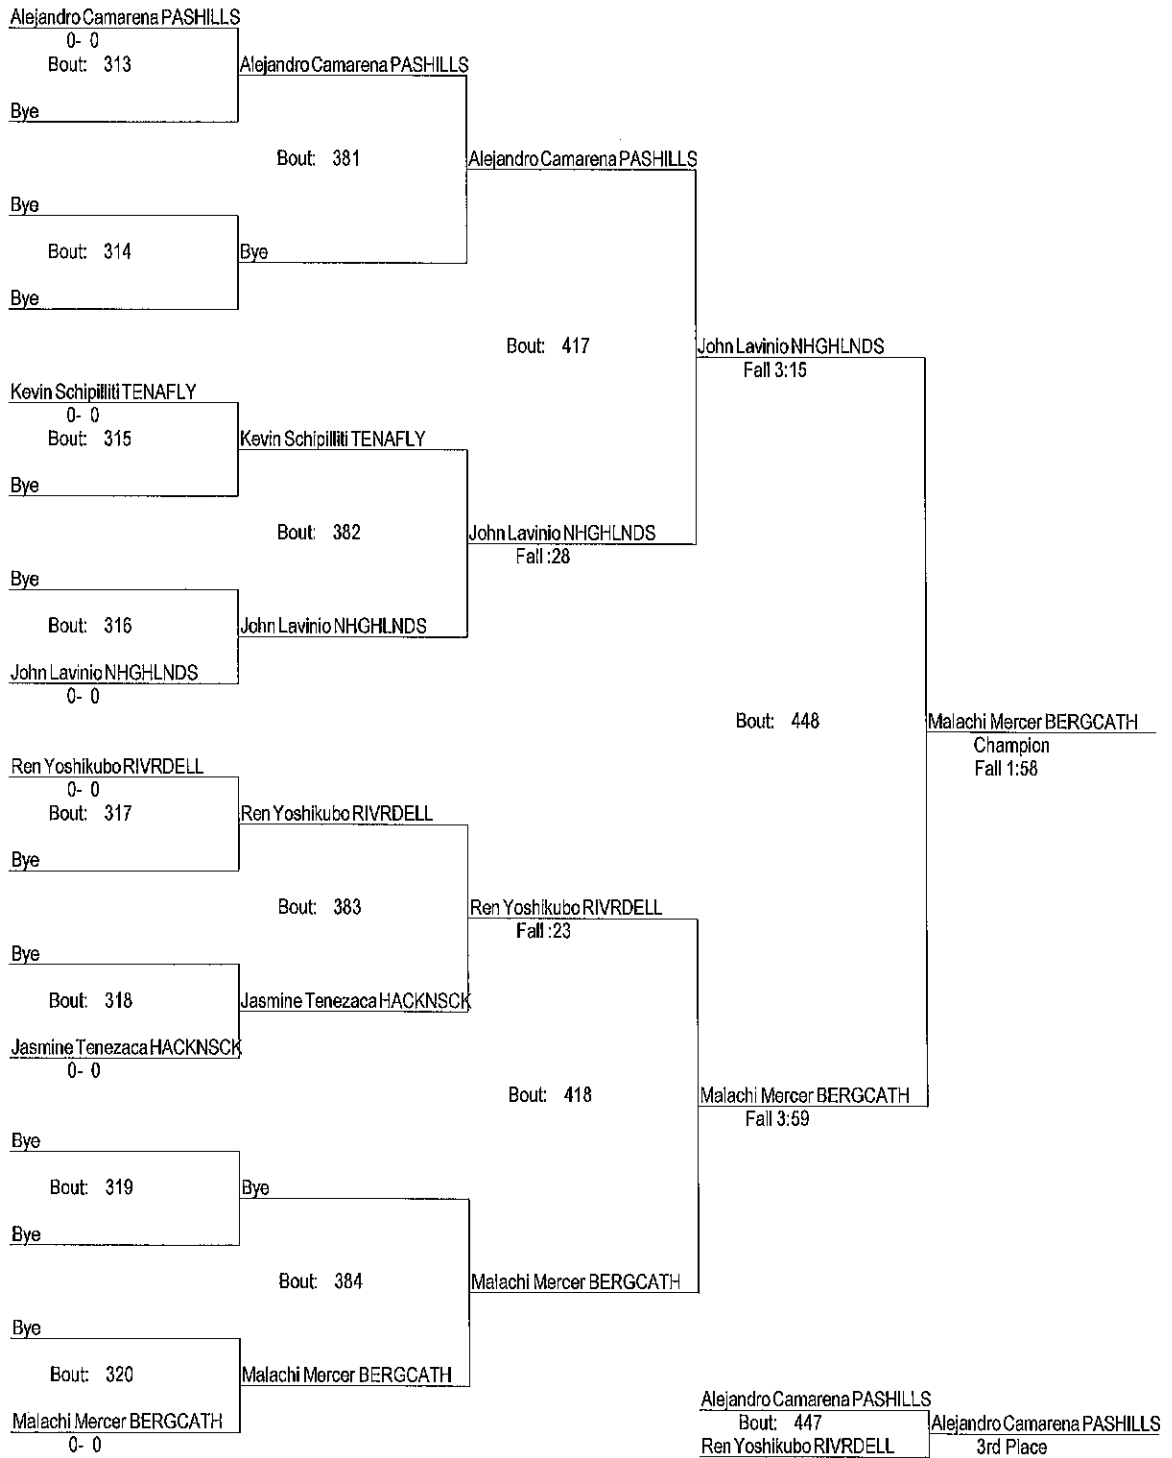 Alejandro Camarena PASHILLS
0- 0
Bout: 313
Alejandro Camarena PASHILLS
Bye
Bout: 381
Alejandro Camarena PASHILLS
Bye
Bout: 314
Bye
Bye
Bout: 417
John Lavinio NHGHLNDS
Fall 3:15
Kevin Schipilliti TENAFLY
0- 0
Bout: 315
Kevin Schipilliti TENAFLY
Bye
Bout: 382
John Lavinio NHGHLNDS
Fall :28
Bye
Bout: 316
John Lavinio NHGHLNDS
John Lavinio NHGHLNDS
0- 0
Bout: 448
Malachi Mercer BERGCATH
Champion
Fall 1:58
Ren Yoshikubo RIVRDELL
0- 0
Bout: 317
Ren Yoshikubo RIVRDELL
Bye
Bout: 383
Ren Yoshikubo RIVRDELL
Fall :23
Bye
Bout: 318
Jasmine Tenezaca HACKNSCK
Jasmine Tenezaca HACKNSCK
0- 0
Bout: 418
Malachi Mercer BERGCATH
Fall 3:59
Bye
Bout: 319
Bye
Bye
Bout: 384
Malachi Mercer BERGCATH
Bye
Bout: 320
Malachi Mercer BERGCATH
Malachi Mercer BERGCATH
0- 0
Alejandro Camarena PASHILLS
Bout: 447
Alejandro Camarena PASHILLS
Ren Yoshikubo RIVRDELL
3rd Place